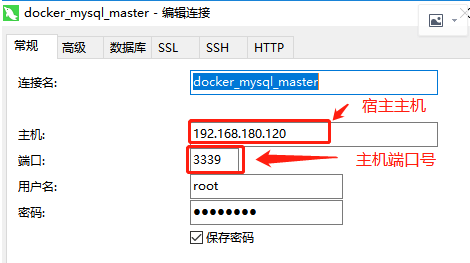 docker_mysql_master - 编辑连接
常规 高级 数据库 SSL SSH HTTP
连接名: docker_mysql_master
宿主主机
主机: 192.168.180.120
端口: 3339 主机端口号
用户名: root
密码: ●●●●●●●●
保存密码